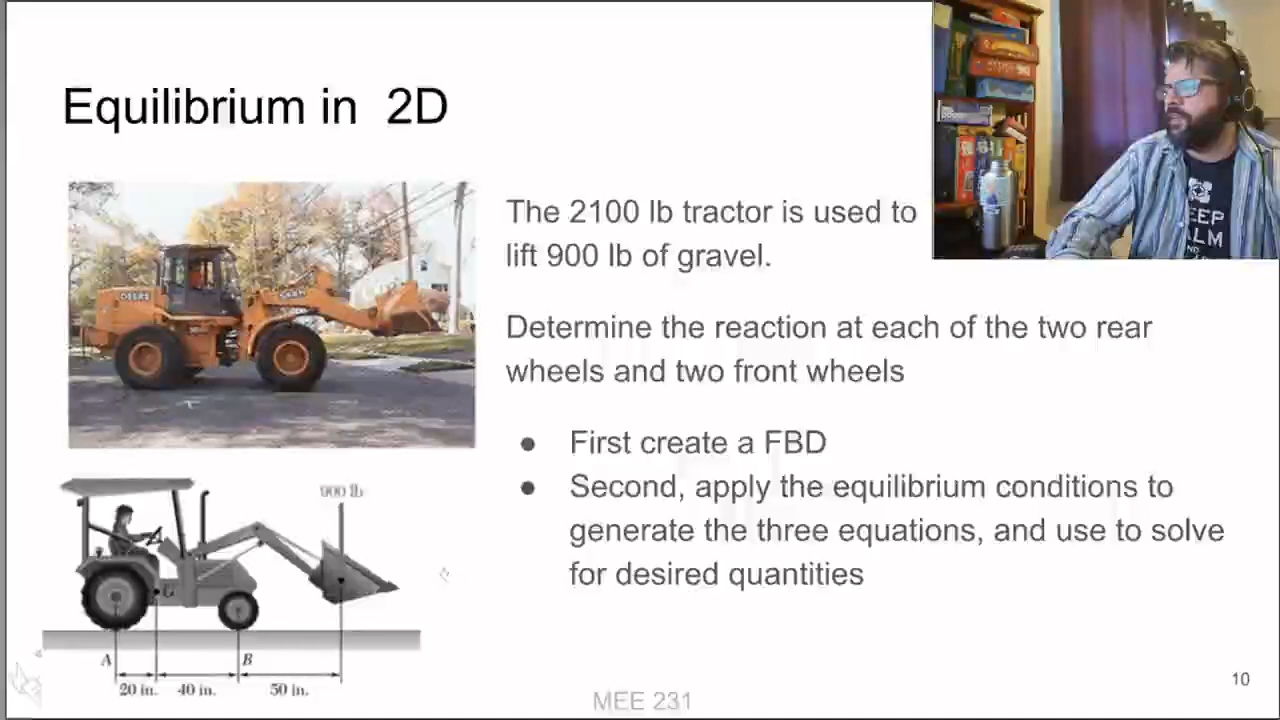 Equilibrium in 2D
The 2100 lb tractor is used to
lift 900 lb of gravel.
Determine the reaction at each of the two rear
wheels and two front wheels
● First create a FBD
● Second, apply the equilibrium conditions to
generate the three equations, and use to solve
for desired quantities
900 lb
G
A
B
20 in.
40 in.
50 in.
MEE 231
10
CALM
AND